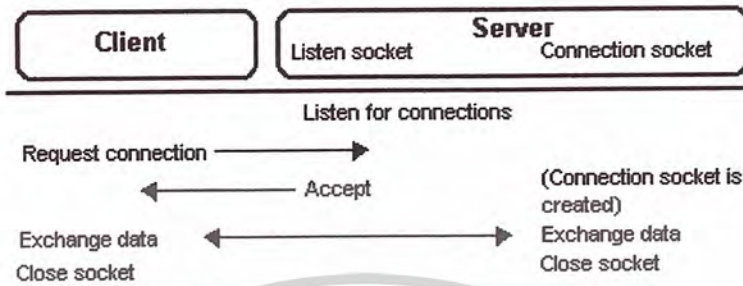 Client
Server
Listen socket Connection socket
Listen for connections
Request connection
Accept (Connection socket is
created)
Exchange data Exchange data
Close socket Close socket